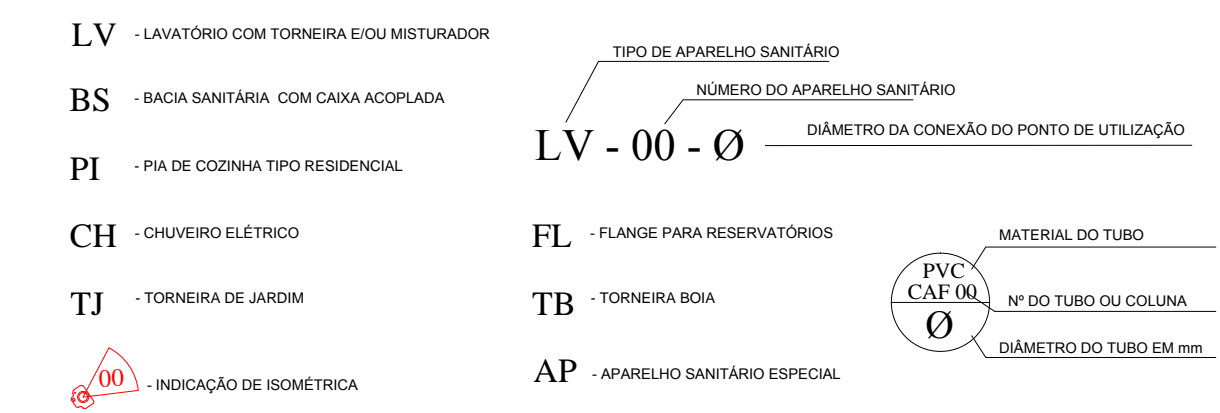 LV - LAVATÓRIO COM TORNEIRA E/OU MISTURADOR
BS - BACIA SANITÁRIA COM CAIXA ACOPLADA
PI - PIA DE COZINHA TIPO RESIDENCIAL
CH - CHUVEIRO ELÉTRICO
TJ - TORNEIRA DE JARDIM
00 - INDICAÇÃO DE ISOMÉTRICA
TIPO DE APARELHO SANITÁRIO
NÚMERO DO APARELHO SANITÁRIO
LV - 00 - Ø
DIÂMETRO DA CONEXÃO DO PONTO DE UTILIZAÇÃO
FL - FLANGE PARA RESERVATÓRIOS
TB - TORNEIRA BOIA
AP - APARELHO SANITÁRIO ESPECIAL
PVC
CAF 00
Ø
MATERIAL DO TUBO
Nº DO TUBO OU COLUNA
DIÂMETRO DO TUBO EM mm